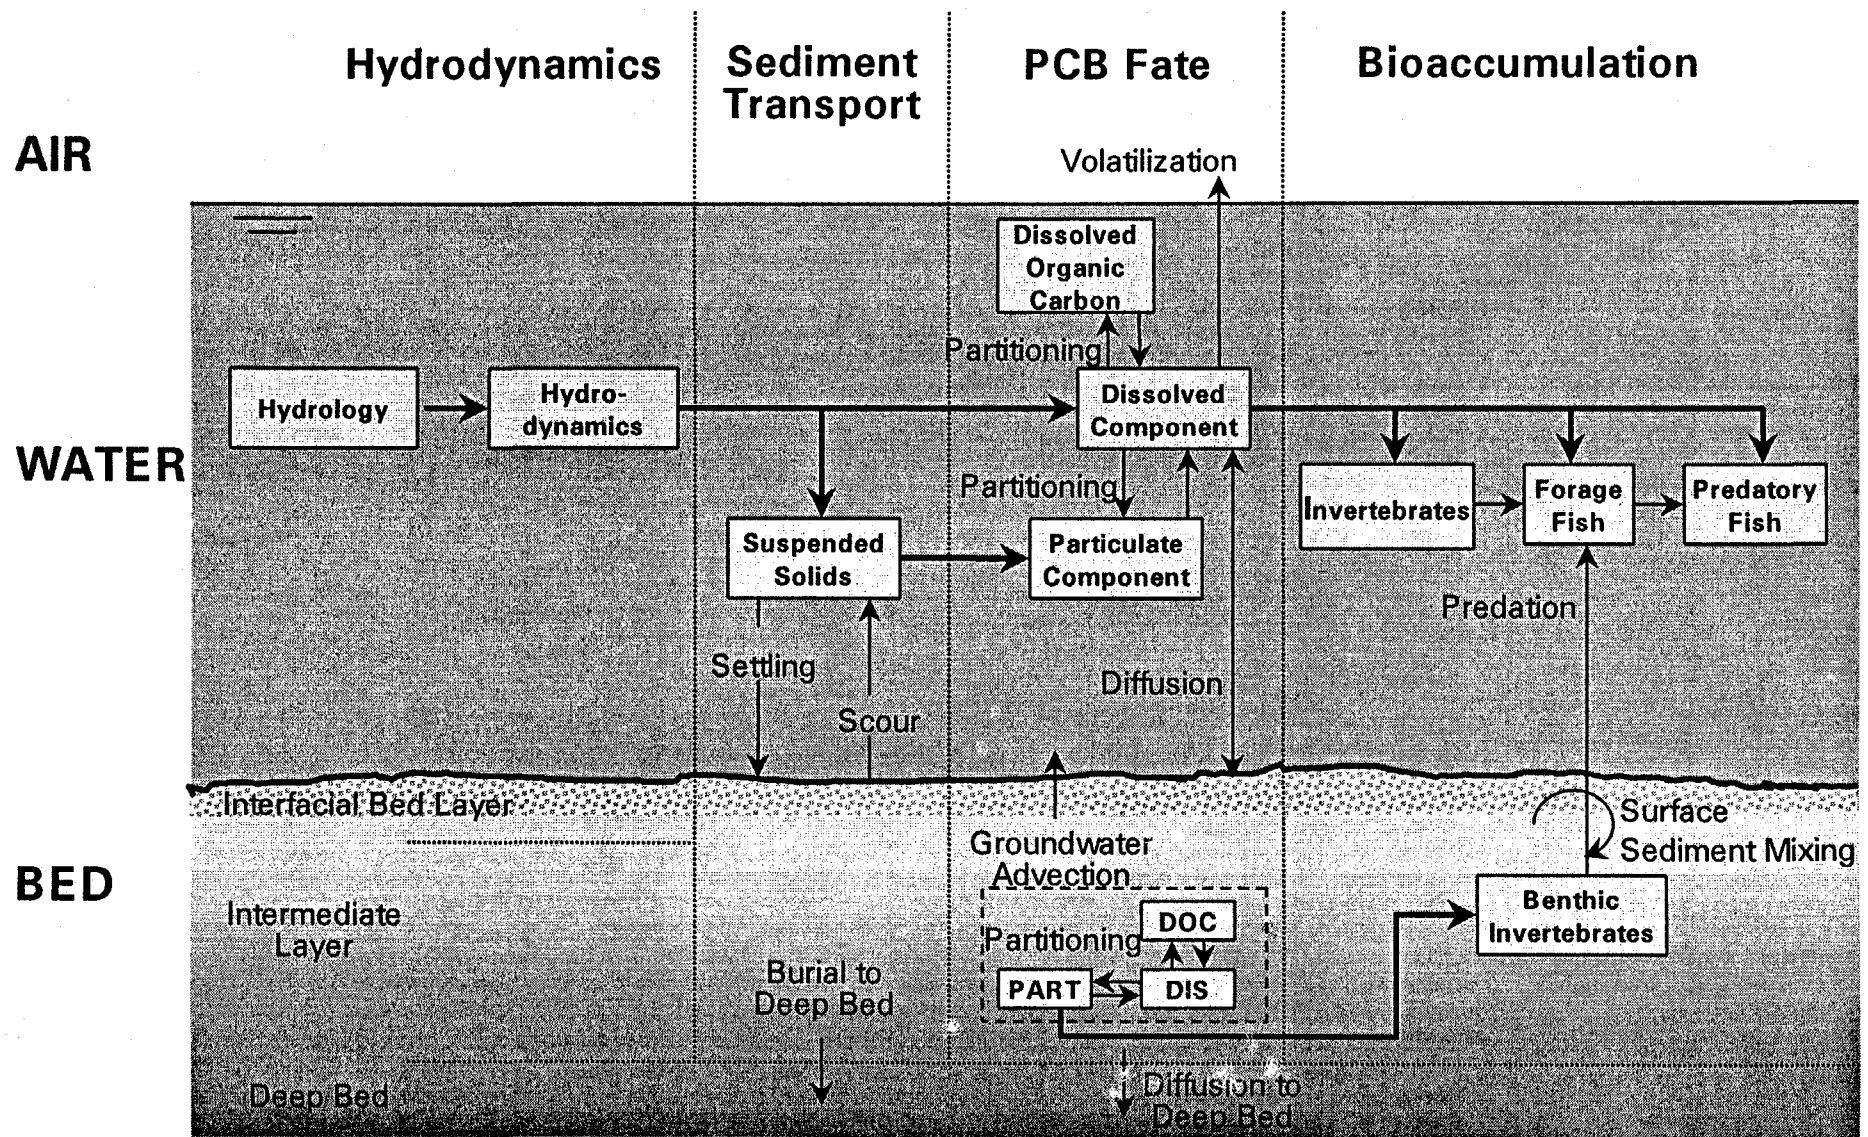 Hydrodynamics
Sediment
Transport
PCB Fate
Bioaccumulation
AIR
Volatilization
Dissolved
Organic
Carbon
Partitioning
Hydrology
Hydro-
dynamics
Dissolved
Component
WATER
Partitioning
Invertebrates
Forage
Fish
Predatory
Fish
Suspended
Solids
Particulate
Component
Predation
Settling
Scour
Diffusion
Interfacial Bed Layer
Surface
Sediment Mixing
Groundwater
Advection
BED
Intermediate
Layer
DOC
Partitioning
PART
DIS
Benthic
Invertebrates
Burial to
Deep Bed
Deep Bed
Diffusion to
Deep Bed